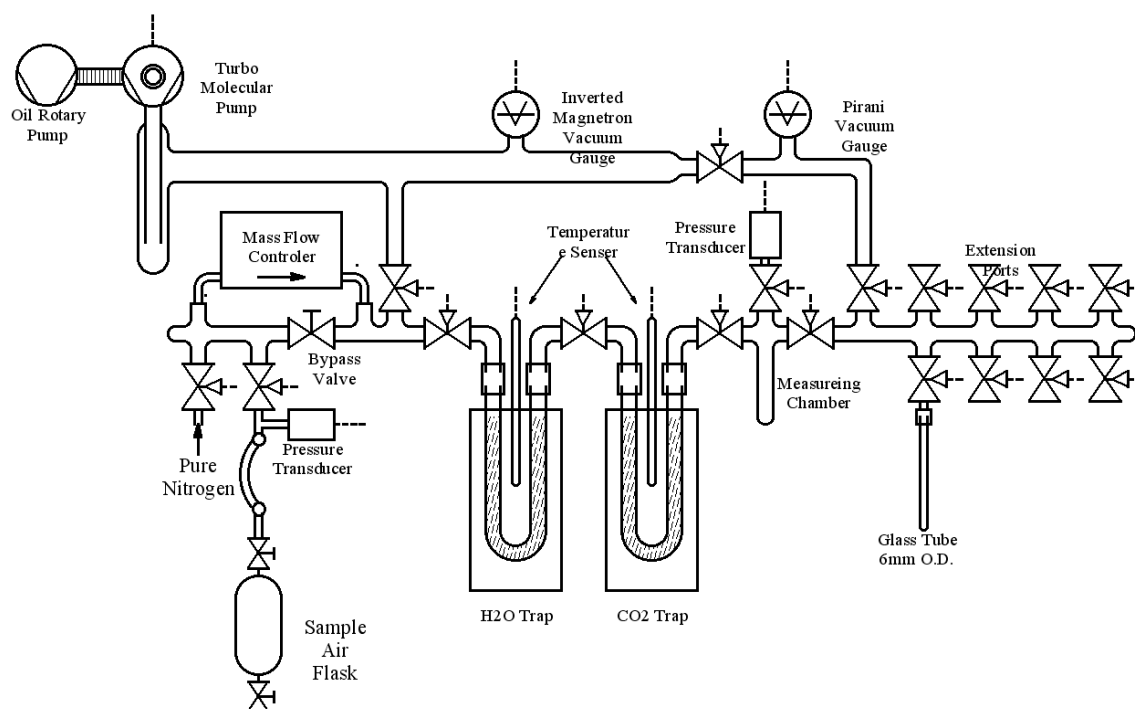 Turbo
Molecular
Pump
Oil Rotary
Pump
Inverted
Magnetron
Vacuum
Gauge
Pirani
Vacuum
Gauge
Mass Flow
Controler
Temperatur
e Senser
Pressure
Transducer
Extension
Ports
Bypass
Valve
Measureing
Chamber
Pressure
Transducer
Pure
Nitrogen
Glass Tube
6mm O.D.
H2O Trap
CO2 Trap
Sample
Air
Flask